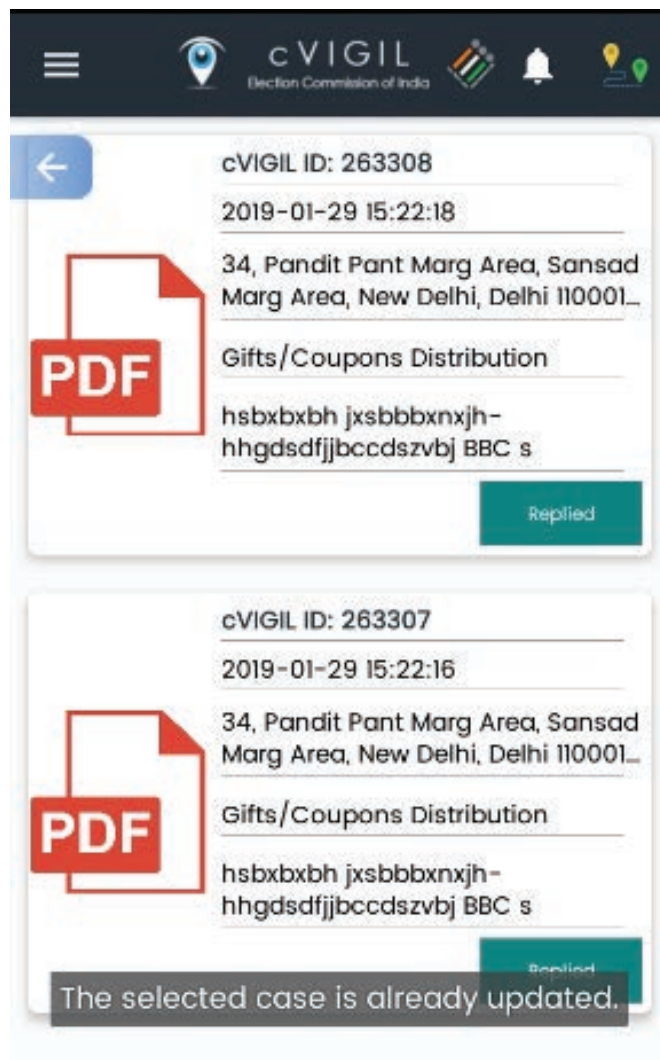 cVIGIL
Election Commission of India
cVIGIL ID: 263308
2019-01-29 15:22:18
34, Pandit Pant Marg Area, Sansad
Marg Area, New Delhi, Delhi 110001...
PDF
Gifts/Coupons Distribution
hsbxbxbh jxsbbbxnxjh-
hhgdsdfjjbccdszvbj BBC s
Replied
cVIGIL ID: 263307
2019-01-29 15:22:16
34, Pandit Pant Marg Area, Sansad
Marg Area, New Delhi, Delhi 110001...
PDF
Gifts/Coupons Distribution
hsbxbxbh jxsbbbxnxjh-
hhgdsdfjjbccdszvbj BBC s
Replied
The selected case is already updated.